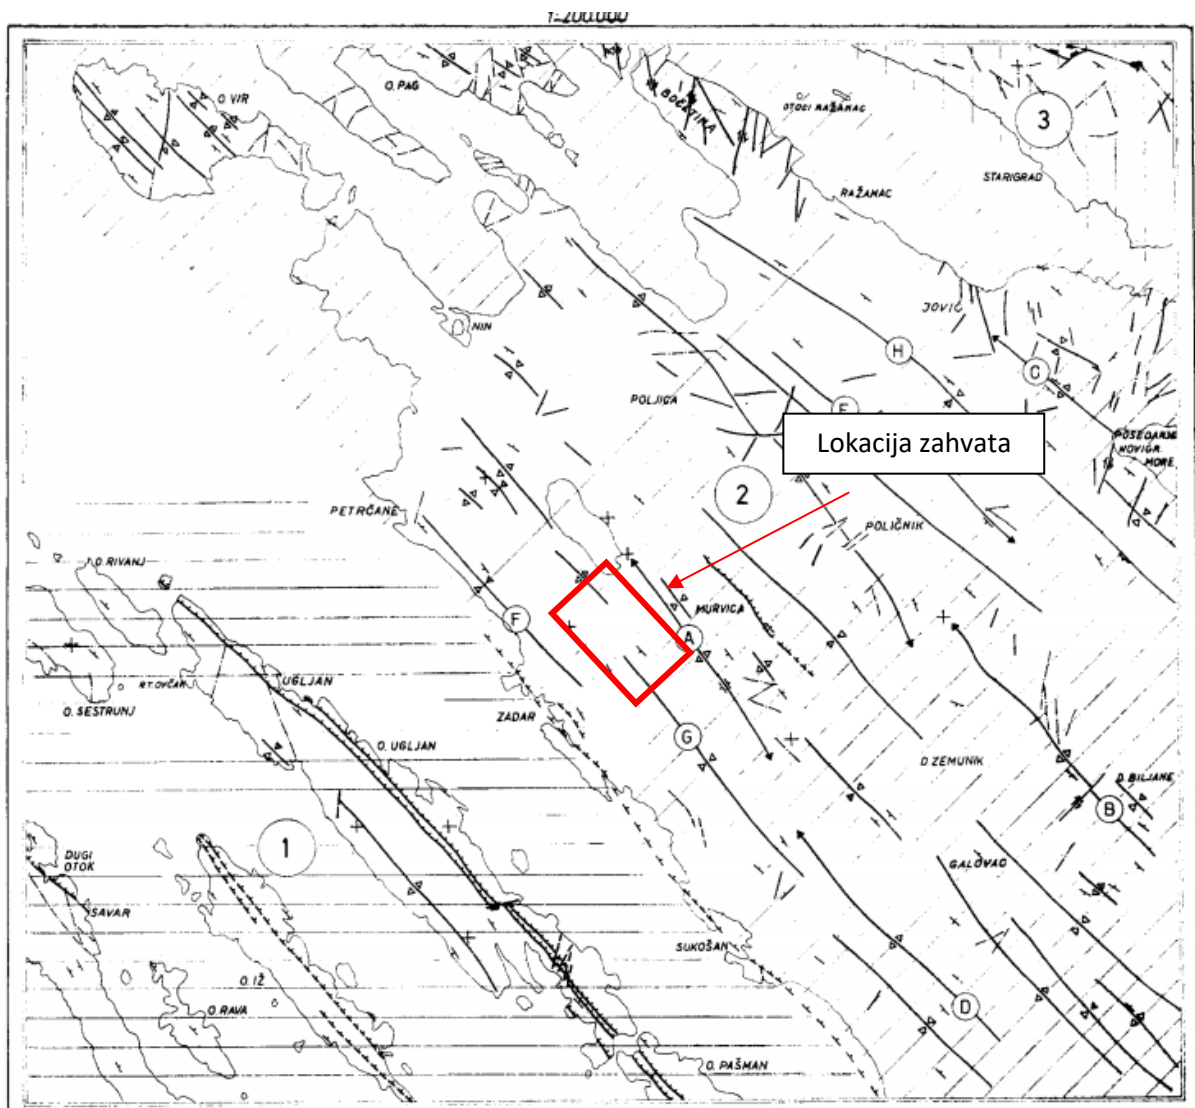 1:200.000
O. VIR
O. PAG
BOKETINA
OTOCI RAŽANAC
3
STARIGRAD
RAŽANAC
JOVIĆ
NIN
H
C
POLJICA
E
Lokacija zahvata
POSEDARJE
NOVIGR.
MORE
2
PETRČANE
POLIČNIK
O. RIVANJ
F
MURVICA
A
RT. OVČAR
UGLJAN
O. SESTRUNJ
ZADAR
O. UGLJAN
G
D. ZEMUNIK
D. BILJANE
B
1
DUGI
OTOK
GALOVAC
SAVAR
SUKOŠAN
O. IŽ
O. RAVA
D
O. PAŠMAN